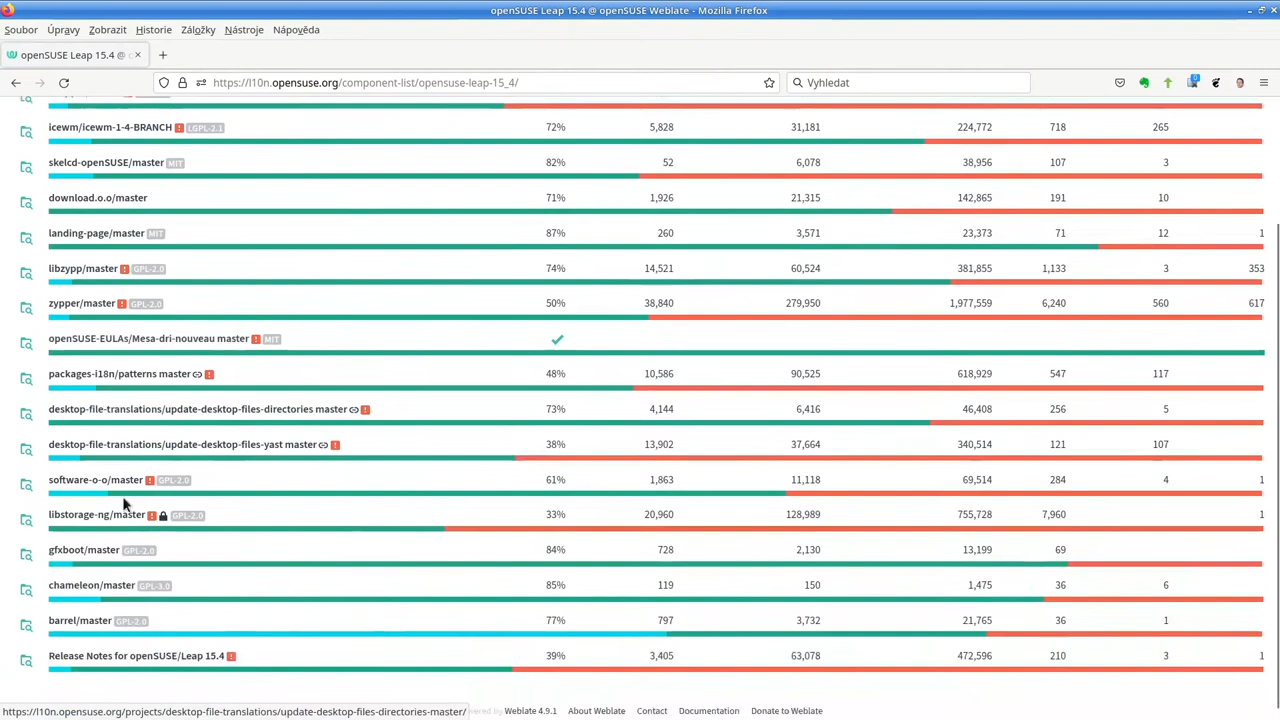 openSUSE Leap 15.4 @ openSUSE Weblate - Mozilla Firefox
Soubor Úpravy Zobrazit Historie Záložky Nástroje Nápověda
openSUSE Leap 15.4 @
https://l10n.opensuse.org/component-list/opensuse-leap-15_4/ Vyhledat
icewm/icewm-1-4-BRANCH LGPL-2.1 72% 5,828 31,181 224,772 718 265
skelcd-openSUSE/master MIT 82% 52 6,078 38,956 107 3
download.o.o/master 71% 1,926 21,315 142,865 191 10
landing-page/master MIT 87% 260 3,571 23,373 71 12 1
libzypp/master GPL-2.0 74% 14,521 60,524 381,855 1,133 3 353
zypper/master GPL-2.0 50% 38,840 279,950 1,977,559 6,240 560 617
openSUSE-EULAs/Mesa-dri-nouveau master MIT
packages-i18n/patterns master 48% 10,586 90,525 618,929 547 117
desktop-file-translations/update-desktop-files-directories master 73% 4,144 6,416 46,408 256 5
desktop-file-translations/update-desktop-files-yast master 38% 13,902 37,664 340,514 121 107
software-o-o/master GPL-2.0 61% 1,863 11,118 69,514 284 4 1
libstorage-ng/master GPL-2.0 33% 20,960 128,989 755,728 7,960 1
gfxboot/master GPL-2.0 84% 728 2,130 13,199 69
chameleon/master GPL-3.0 85% 119 150 1,475 36 6
barrel/master GPL-2.0 77% 797 3,732 21,765 36 1
Release Notes for openSUSE/Leap 15.4 39% 3,405 63,078 472,596 210 3 1
https://l10n.opensuse.org/projects/desktop-file-translations/update-desktop-files-directories-master/ Weblate 4.9.1 About Weblate Contact Documentation Donate to Weblate